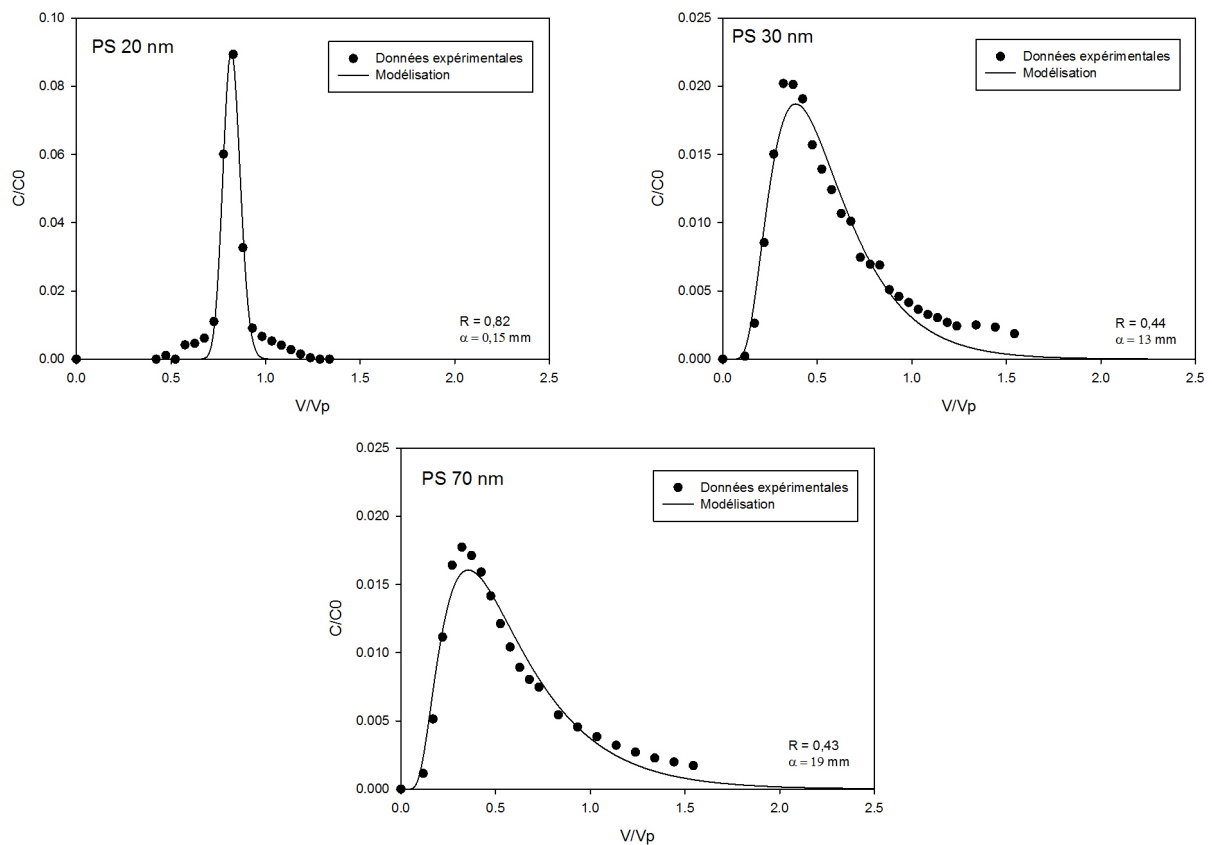 PS 20 nm
Données expérimentales
Modélisation
C/C0
0.10
0.08
0.06
0.04
0.02
0.00
R = 0,82
α = 0,15 mm
0.0 0.5 1.0 1.5 2.0 2.5
V/Vp
PS 30 nm
Données expérimentales
Modélisation
C/C0
0.025
0.020
0.015
0.010
0.005
0.000
R = 0,44
α = 13 mm
0.0 0.5 1.0 1.5 2.0 2.5
V/Vp
PS 70 nm
Données expérimentales
Modélisation
C/C0
0.025
0.020
0.015
0.010
0.005
0.000
R = 0,43
α = 19 mm
0.0 0.5 1.0 1.5 2.0 2.5
V/Vp